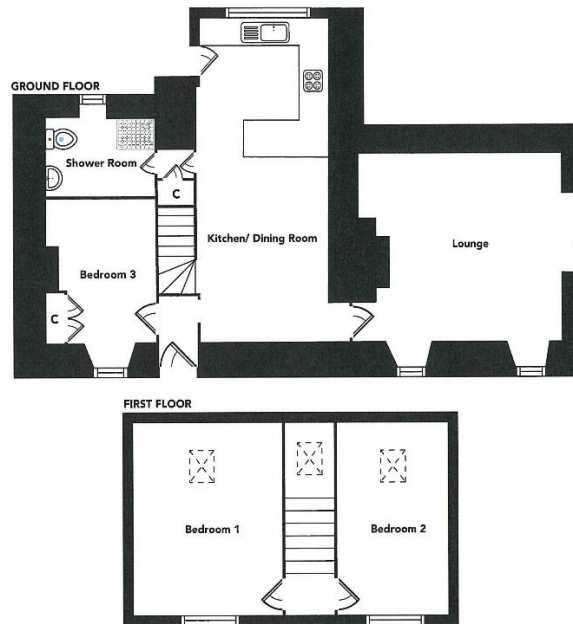 GROUND FLOOR
Shower Room
C
Kitchen/ Dining Room
Lounge
Bedroom 3
C
FIRST FLOOR
Bedroom 1
Bedroom 2